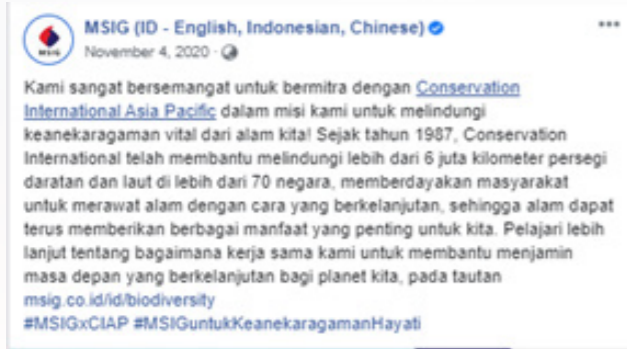 MSIG (ID - English, Indonesian, Chinese)
November 4, 2020 ·
Kami sangat bersemangat untuk bermitra dengan Conservation
International Asia Pacific dalam misi kami untuk melindungi
keanekaragaman vital dari alam kita! Sejak tahun 1987, Conservation
International telah membantu melindungi lebih dari 6 juta kilometer persegi
daratan dan laut di lebih dari 70 negara, memberdayakan masyarakat
untuk merawat alam dengan cara yang berkelanjutan, sehingga alam dapat
terus memberikan berbagai manfaat yang penting untuk kita. Pelajari lebih
lanjut tentang bagaimana kerja sama kami untuk membantu menjamin
masa depan yang berkelanjutan bagi planet kita, pada tautan
msig.co.id/id/biodiversity
#MSIGxCIAP #MSIGuntukKeanekaragamanHayati
MSIG